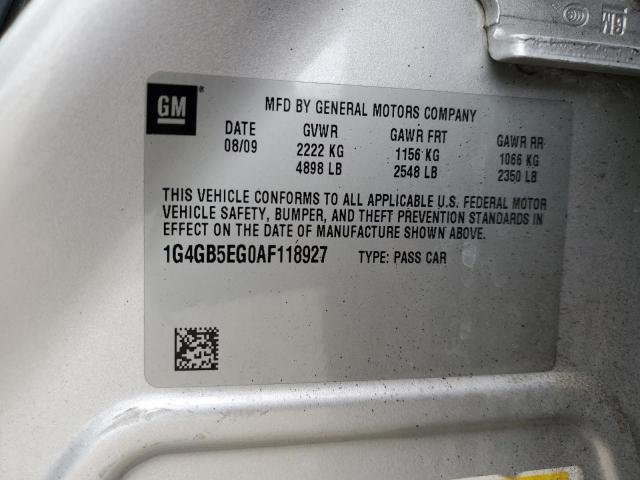 GM
MFD BY GENERAL MOTORS COMPANY
DATE GVWR GAWR FRT GAWR RR
08/09 2222 KG 1156 KG 1066 KG
4898 LB 2548 LB 2350 LB
THIS VEHICLE CONFORMS TO ALL APPLICABLE U.S. FEDERAL MOTOR
VEHICLE SAFETY, BUMPER, AND THEFT PREVENTION STANDARDS IN
EFFECT ON THE DATE OF MANUFACTURE SHOWN ABOVE.
1G4GB5EG0AF118927 TYPE: PASS CAR